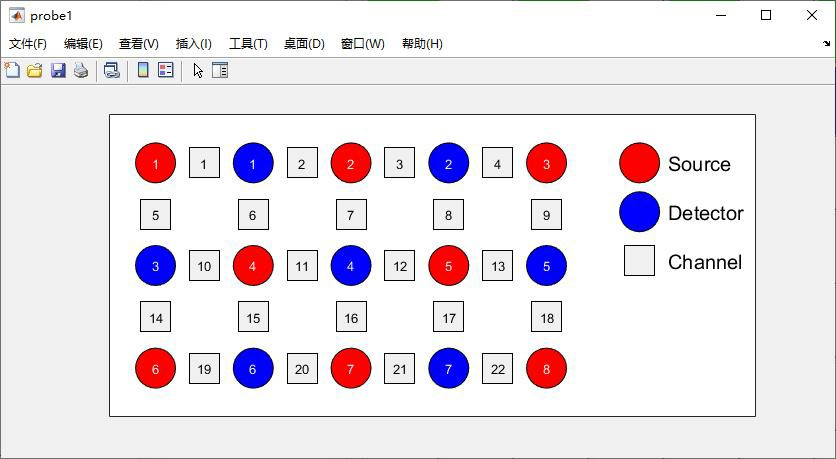 probe1
文件(F) 编辑(E) 查看(V) 插入(I) 工具(T) 桌面(D) 窗口(W) 帮助(H)
1 1 1 2 2 3 2 4 3 Source
5 6 7 8 9 Detector
3 10 4 11 4 12 5 13 5 Channel
14 15 16 17 18
6 19 6 20 7 21 7 22 8